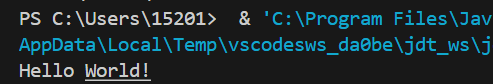 PS C:\Users\15201>  & 'C:\Program Files\Jav
AppData\Local\Temp\vscodesws_da0be\jdt_ws\j
Hello World!